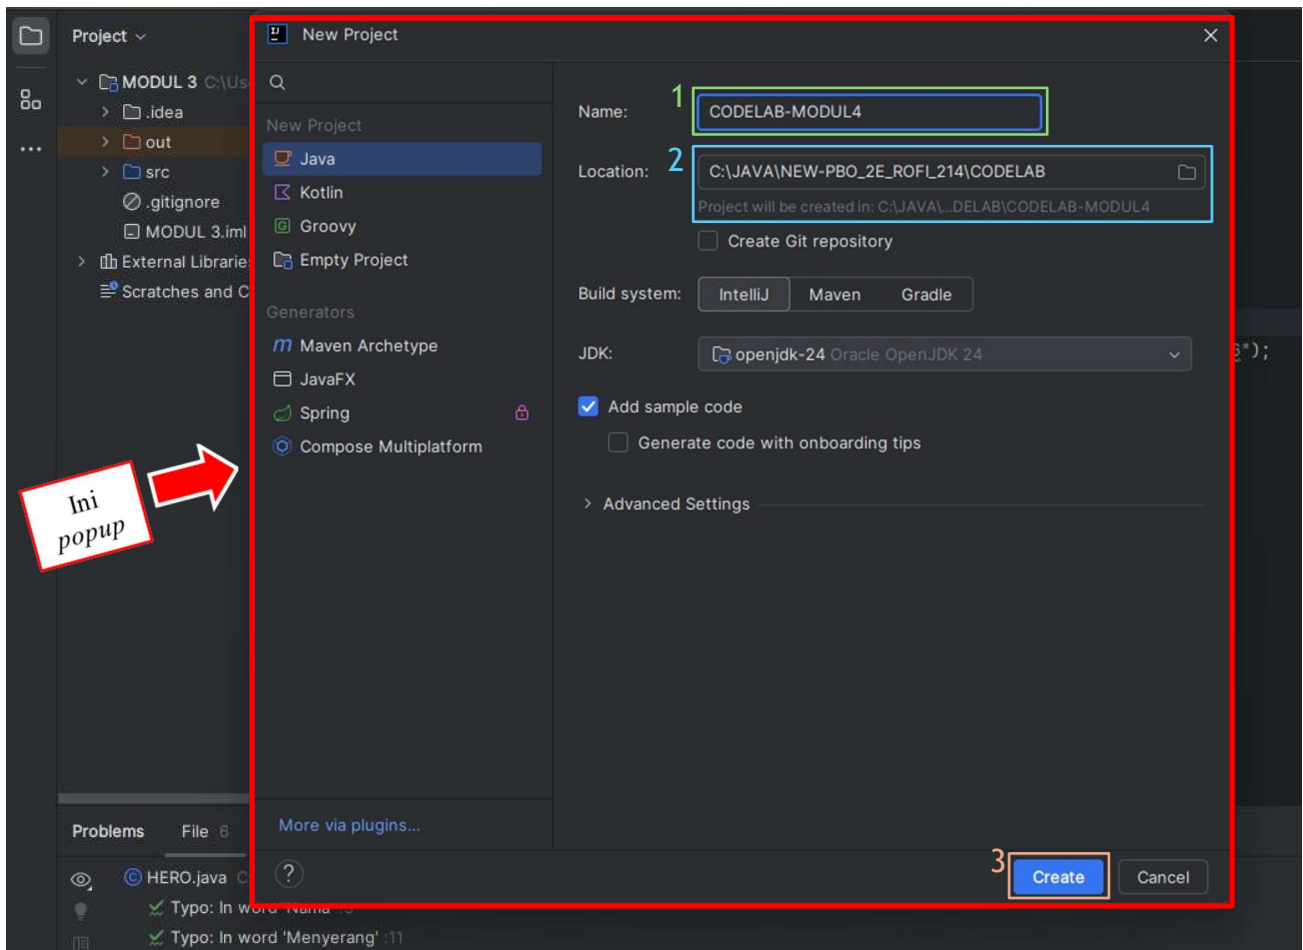 Project
MODUL 3 C:\Us
.idea
out
src
.gitignore
MODUL 3.iml
External Librarie
Scratches and C
Ini
popup
New Project
New Project
Java
Kotlin
Groovy
Empty Project
Generators
Maven Archetype
JavaFX
Spring
Compose Multiplatform
More via plugins...
?
1
Name: CODELAB-MODUL4
2
Location: C:\JAVA\NEW-PBO_2E_ROFI_214\CODELAB
Project will be created in: C:\JAVA\...DELAB\CODELAB-MODUL4
Create Git repository
Build system: IntelliJ Maven Gradle
JDK: openjdk-24 Oracle OpenJDK 24
Add sample code
Generate code with onboarding tips
Advanced Settings
3
Create Cancel
");
Problems File 6
HERO.java
Typo: In word 'Nama'
Typo: In word 'Menyerang' :11